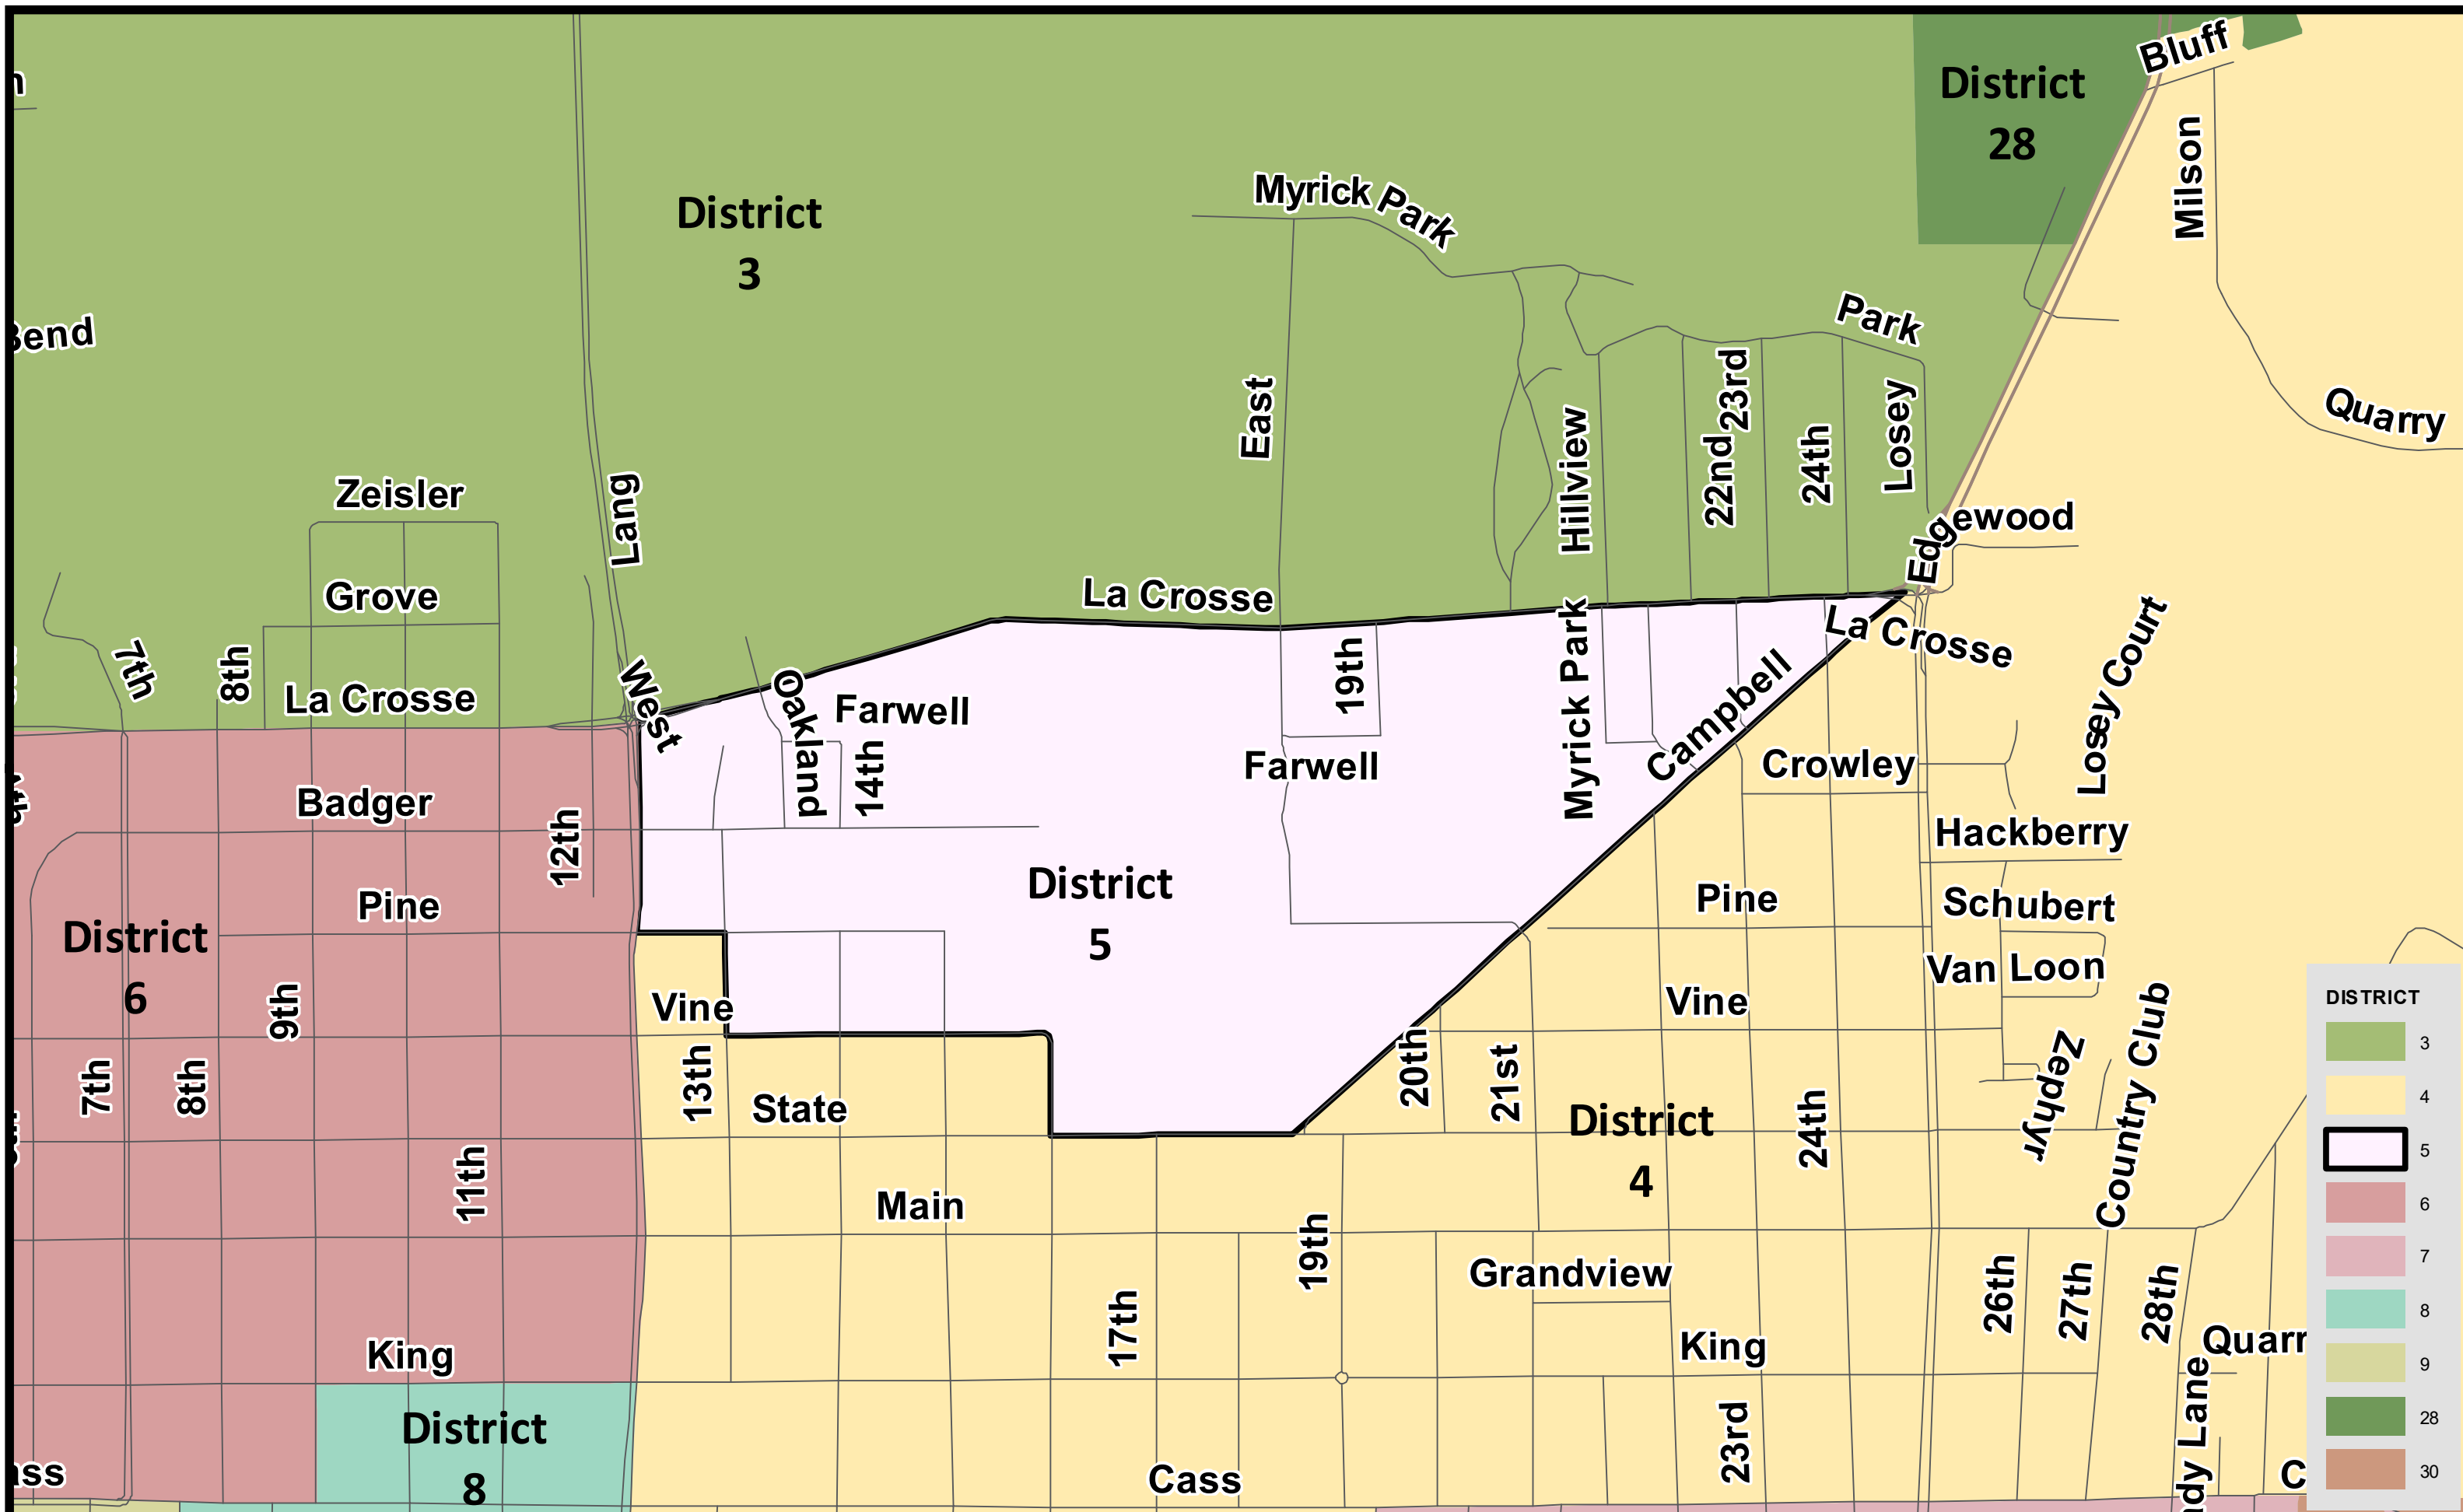 Bluff
District
28
Milson
Myrick Park
District
3
Park
Bend
23rd
East
Losey
Quarry
Hillview
22nd
24th
Zeisler
Lang
Edgewood
Grove
La Crosse
7th
8th
La Crosse
West
Oakland
Farwell
19th
Myrick Park
La Crosse
Losey Court
Campbell
14th
Farwell
Crowley
Badger
12th
Hackberry
District
5
Pine
Pine
Schubert
District
6
Van Loon
9th
Vine
Vine
DISTRICT
3
4
5
6
7
8
9
28
30
7th
8th
13th
State
20th
21st
District
4
24th
Zephyr
Country Club
11th
Main
19th
Grandview
26th
27th
28th
17th
King
King
Quarr
District
8
23rd
ady Lane
ass
Cass
C